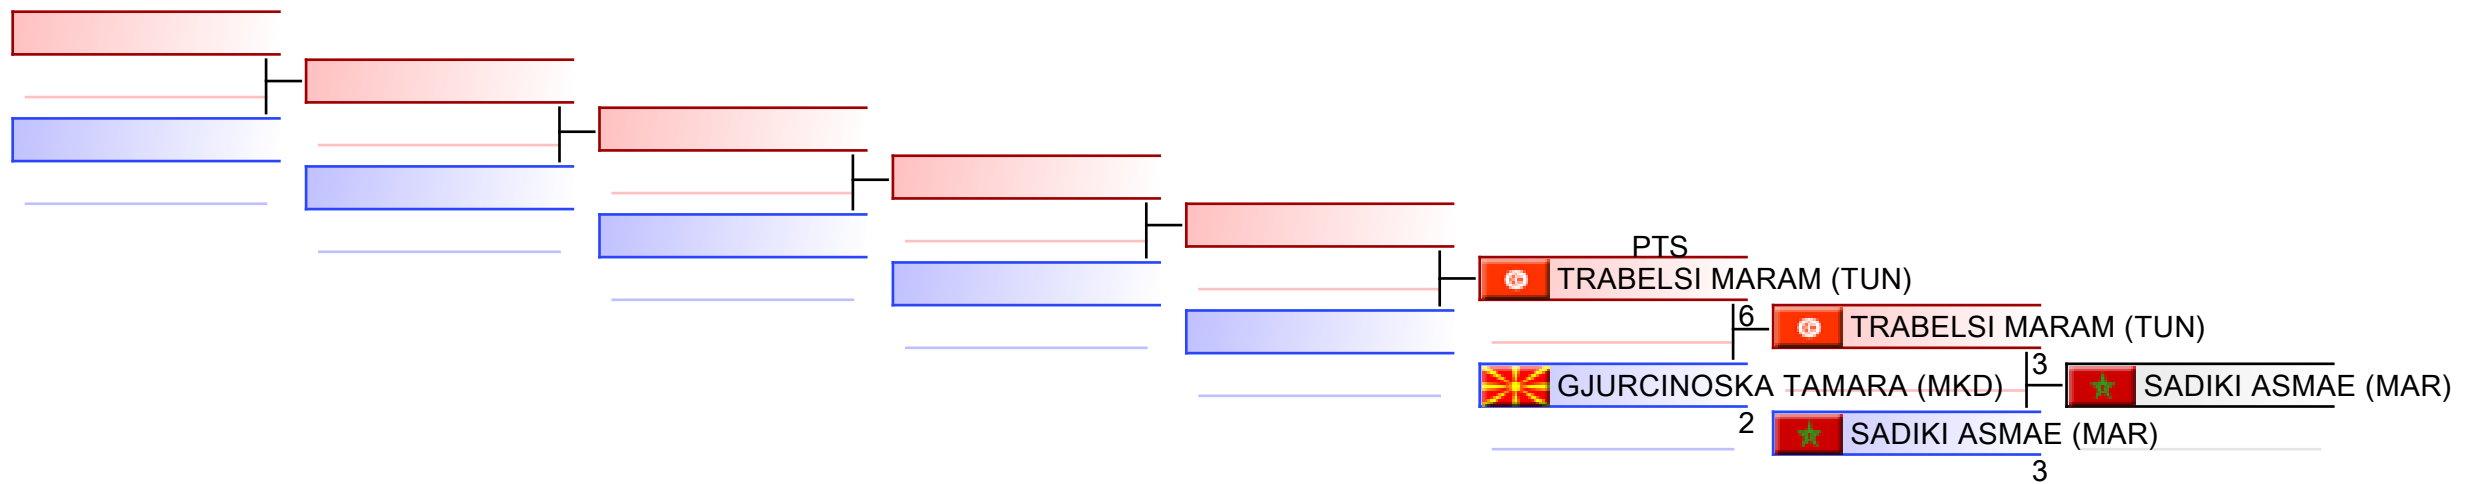 PTS
TRABELSI MARAM (TUN)
6
TRABELSI MARAM (TUN)
3
GJURCINOSKA TAMARA (MKD)
SADIKI ASMAE (MAR)
2
SADIKI ASMAE (MAR)
3